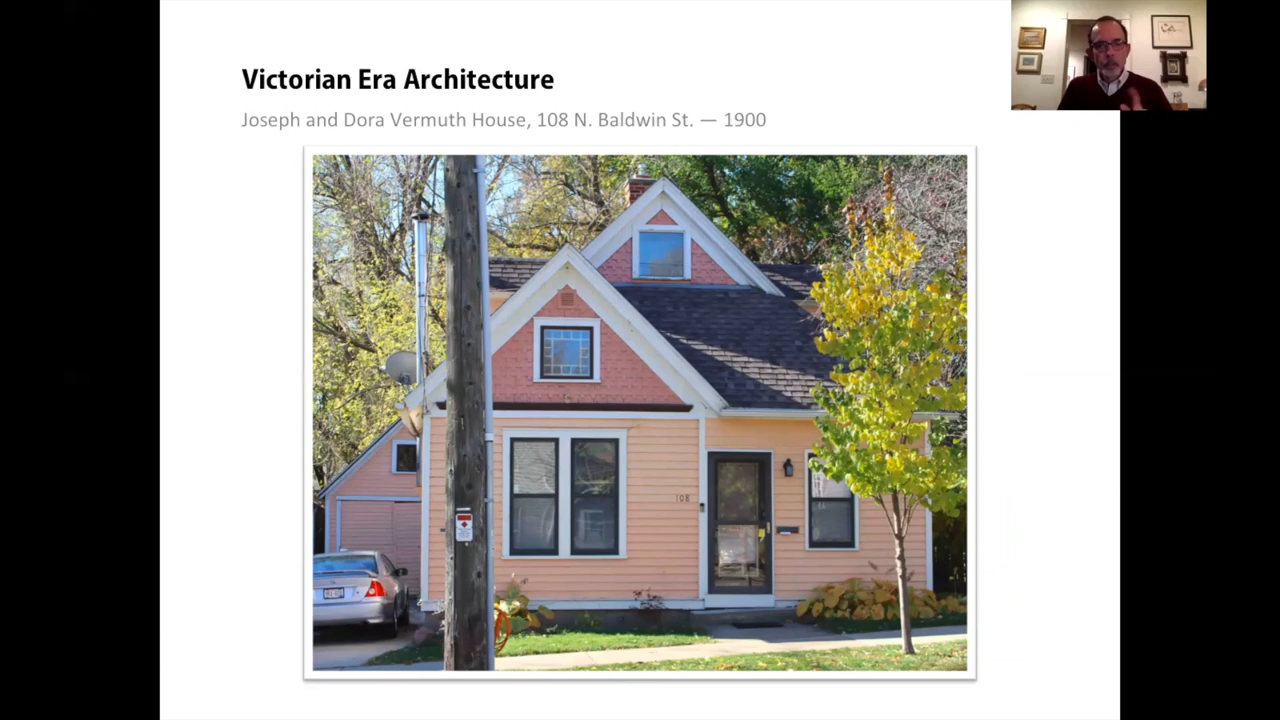 Victorian Era Architecture
Joseph and Dora Vermuth House, 108 N. Baldwin St. — 1900
108